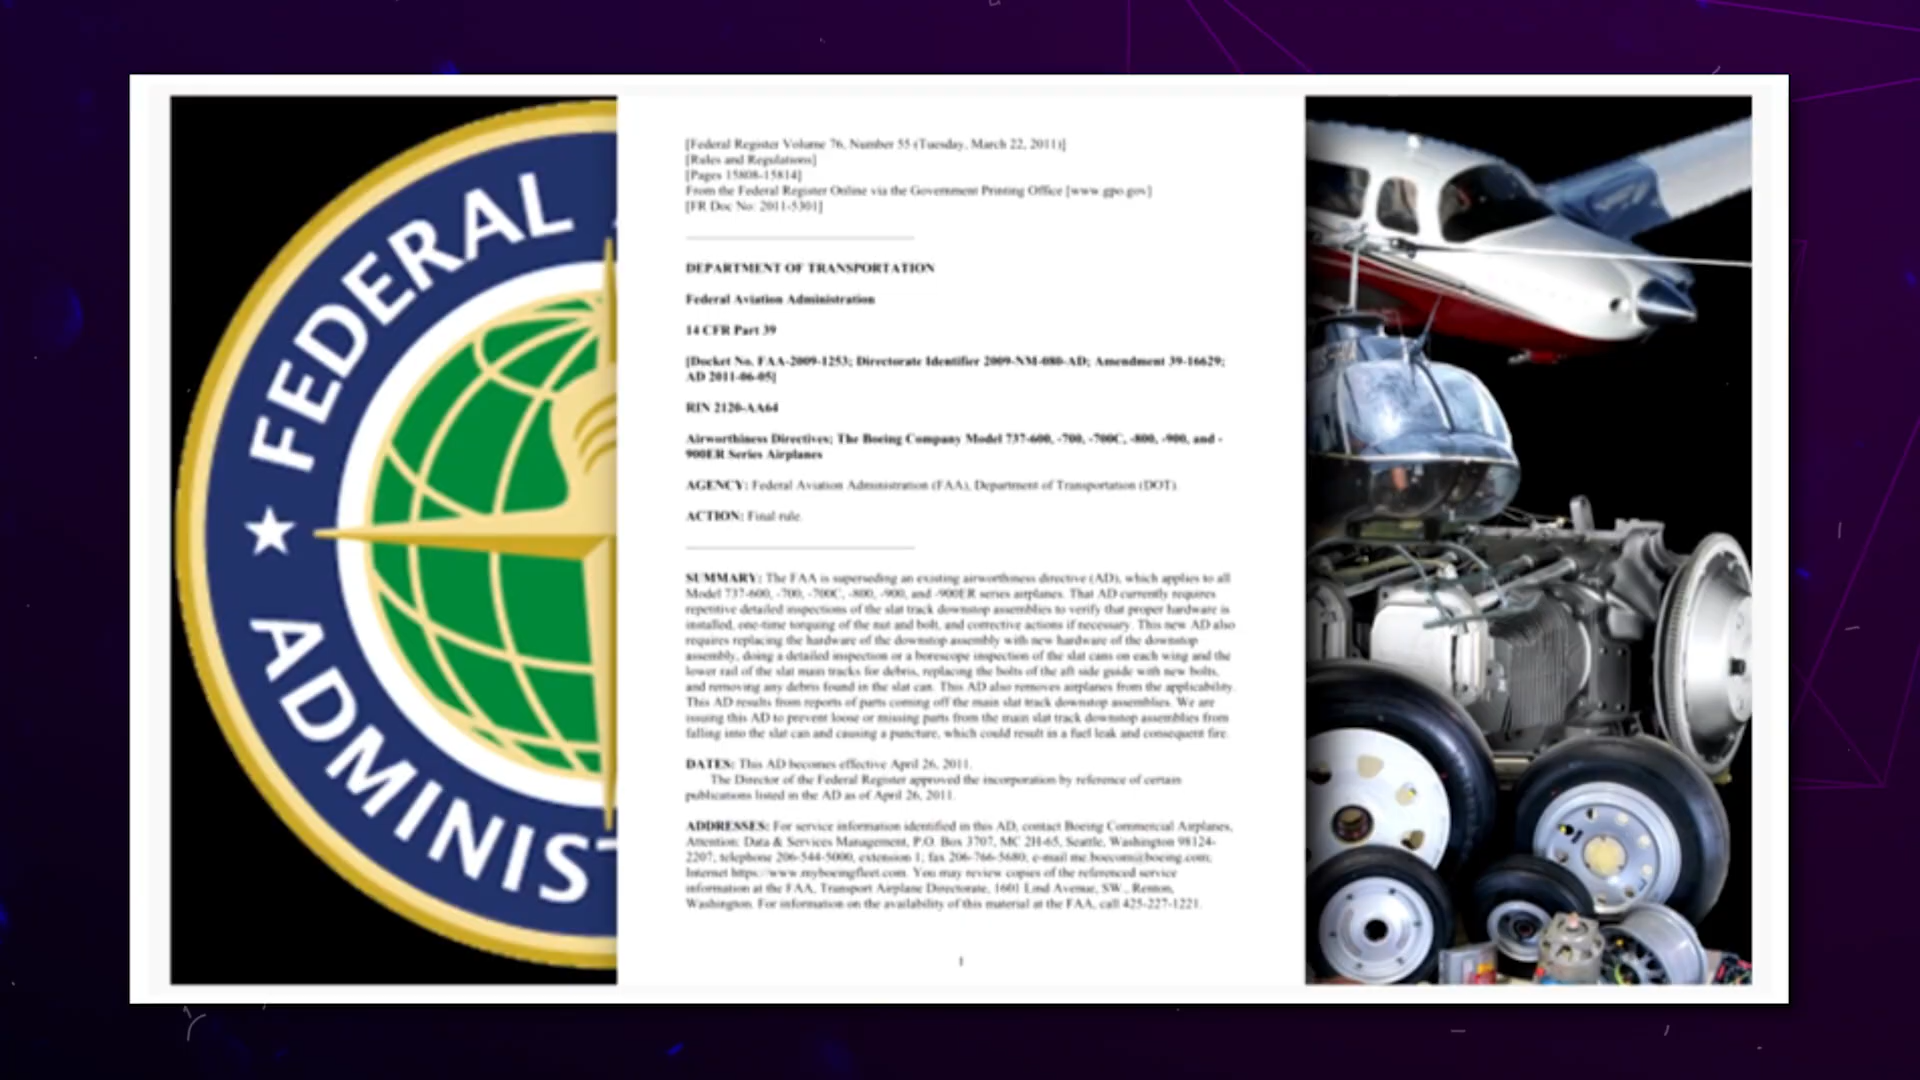 FEDERAL
ADMINIST
[Federal Register Volume 76, Number 55 (Tuesday, March 22, 2011)]
[Rules and Regulations]
[Pages 15808-15814]
From the Federal Register Online via the Government Printing Office [www.gpo.gov]
[FR Doc No: 2011-5301]
DEPARTMENT OF TRANSPORTATION
Federal Aviation Administration
14 CFR Part 39
[Docket No. FAA-2009-1253; Directorate Identifier 2009-NM-080-AD; Amendment 39-16629;
AD 2011-06-05]
RIN 2120-AA64
Airworthiness Directives; The Boeing Company Model 737-600, -700, -700C, -800, -900, and -
900ER Series Airplanes
AGENCY: Federal Aviation Administration (FAA), Department of Transportation (DOT).
ACTION: Final rule.
SUMMARY: The FAA is superseding an existing airworthiness directive (AD), which applies to all
Model 737-600, -700, -700C, -800, -900, and -900ER series airplanes. That AD currently requires
repetitive detailed inspections of the slat track downstop assemblies to verify that proper hardware is
installed, one-time torquing of the nut and bolt, and corrective actions if necessary. This new AD also
requires replacing the hardware of the downstop assembly with new hardware of the downstop
assembly, doing a detailed inspection or a borescope inspection of the slat cans on each wing and the
lower rail of the slat main tracks for debris, replacing the bolts of the aft side guide with new bolts,
and removing any debris found in the slat can. This AD also removes airplanes from the applicability.
This AD results from reports of parts coming off the main slat track downstop assemblies. We are
issuing this AD to prevent loose or missing parts from the main slat track downstop assemblies from
falling into the slat can and causing a puncture, which could result in a fuel leak and consequent fire.
DATES: This AD becomes effective April 26, 2011.
The Director of the Federal Register approved the incorporation by reference of certain
publications listed in the AD as of April 26, 2011.
ADDRESSES: For service information identified in this AD, contact Boeing Commercial Airplanes,
Attention: Data & Services Management, P.O. Box 3707, MC 2H-65, Seattle, Washington 98124-
2207; telephone 206-544-5000, extension 1; fax 206-766-5680; e-mail me.boecom@boeing.com;
Internet https://www.myboeingfleet.com. You may review copies of the referenced service
information at the FAA, Transport Airplane Directorate, 1601 Lind Avenue, SW., Renton,
Washington. For information on the availability of this material at the FAA, call 425-227-1221.
1